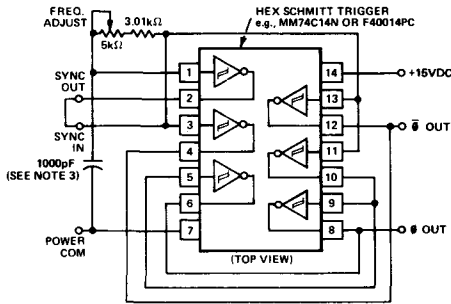 FREQ.
ADJUST
3.01kΩ
5kΩ
HEX SCHMITT TRIGGER
e.g., MM74C14N OR F40014PC
SYNC
OUT
SYNC
IN
1000pF
(SEE NOTE 3)
POWER
COM
1
2
3
4
5
6
7
14
13
12
11
10
9
8
+15VDC
ø̅ OUT
ø OUT
(TOP VIEW)